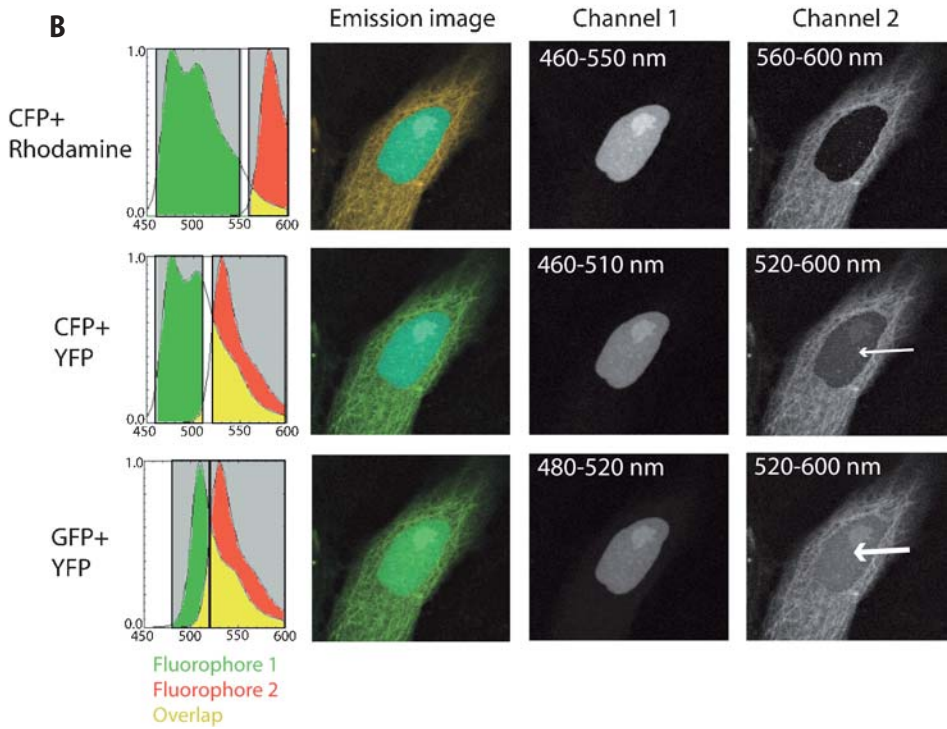 B
Emission image
Channel 1
Channel 2
CFP+
Rhodamine
1.0
0.0
450
500
550
600
460-550 nm
560-600 nm
CFP+
YFP
1.0
0.0
450
500
550
600
460-510 nm
520-600 nm
GFP+
YFP
1.0
0.0
450
500
550
600
480-520 nm
520-600 nm
Fluorophore 1
Fluorophore 2
Overlap